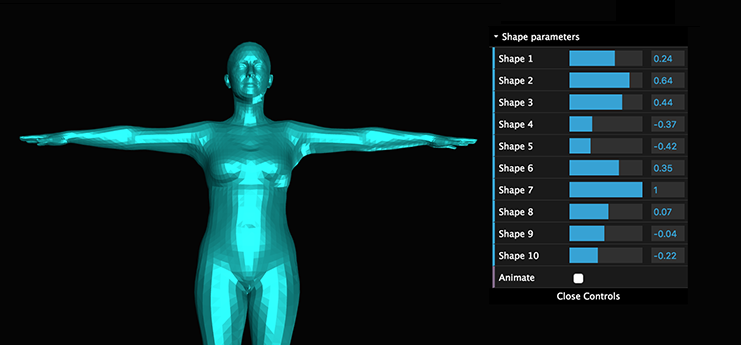 Shape parameters
Shape 1 0.24
Shape 2 0.64
Shape 3 0.44
Shape 4 -0.37
Shape 5 -0.42
Shape 6 0.35
Shape 7 1
Shape 8 0.07
Shape 9 -0.04
Shape 10 -0.22
Animate
Close Controls